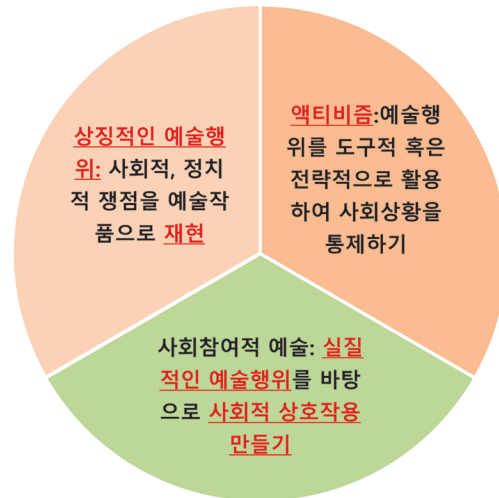 상징적인 예술행
위: 사회적, 정치
적 쟁점을 예술작
품으로 재현
액티비즘:예술행
위를 도구적 혹은
전략적으로 활용
하여 사회상황을
통제하기
사회참여적 예술: 실질
적인 예술행위를 바탕
으로 사회적 상호작용
만들기